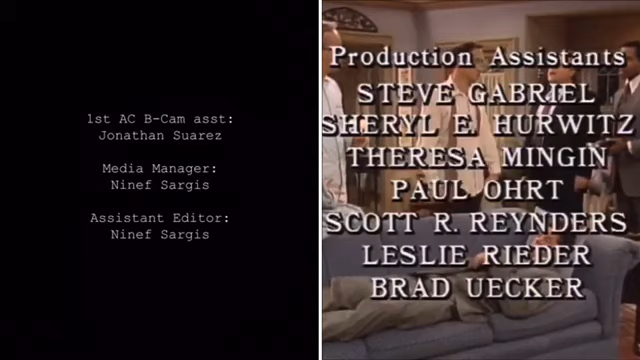 1st AC B-Cam asst:
Jonathan Suarez
Media Manager:
Ninef Sargis
Assistant Editor:
Ninef Sargis
Production Assistants
STEVE GABRIEL
SHERYL E. HURWITZ
THERESA MINGIN
PAUL OHRT
SCOTT R. REYNDERS
LESLIE RIEDER
BRAD UECKER